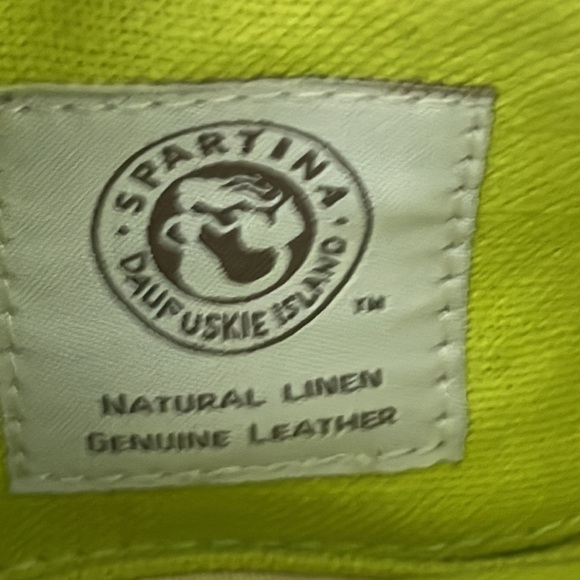 SPARTINA
DAUFUSKIE ISLAND
TM
NATURAL LINEN
GENUINE LEATHER